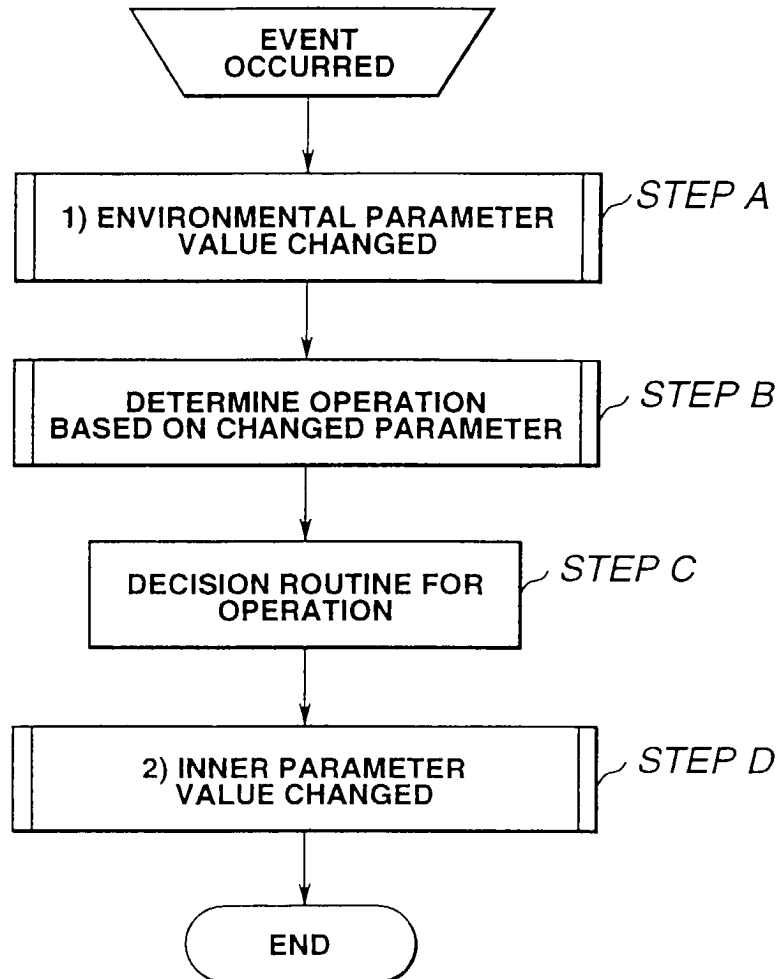 EVENT
OCCURRED
1) ENVIRONMENTAL PARAMETER
VALUE CHANGED
STEP A
DETERMINE OPERATION
BASED ON CHANGED PARAMETER
STEP B
DECISION ROUTINE FOR
OPERATION
STEP C
2) INNER PARAMETER
VALUE CHANGED
STEP D
END